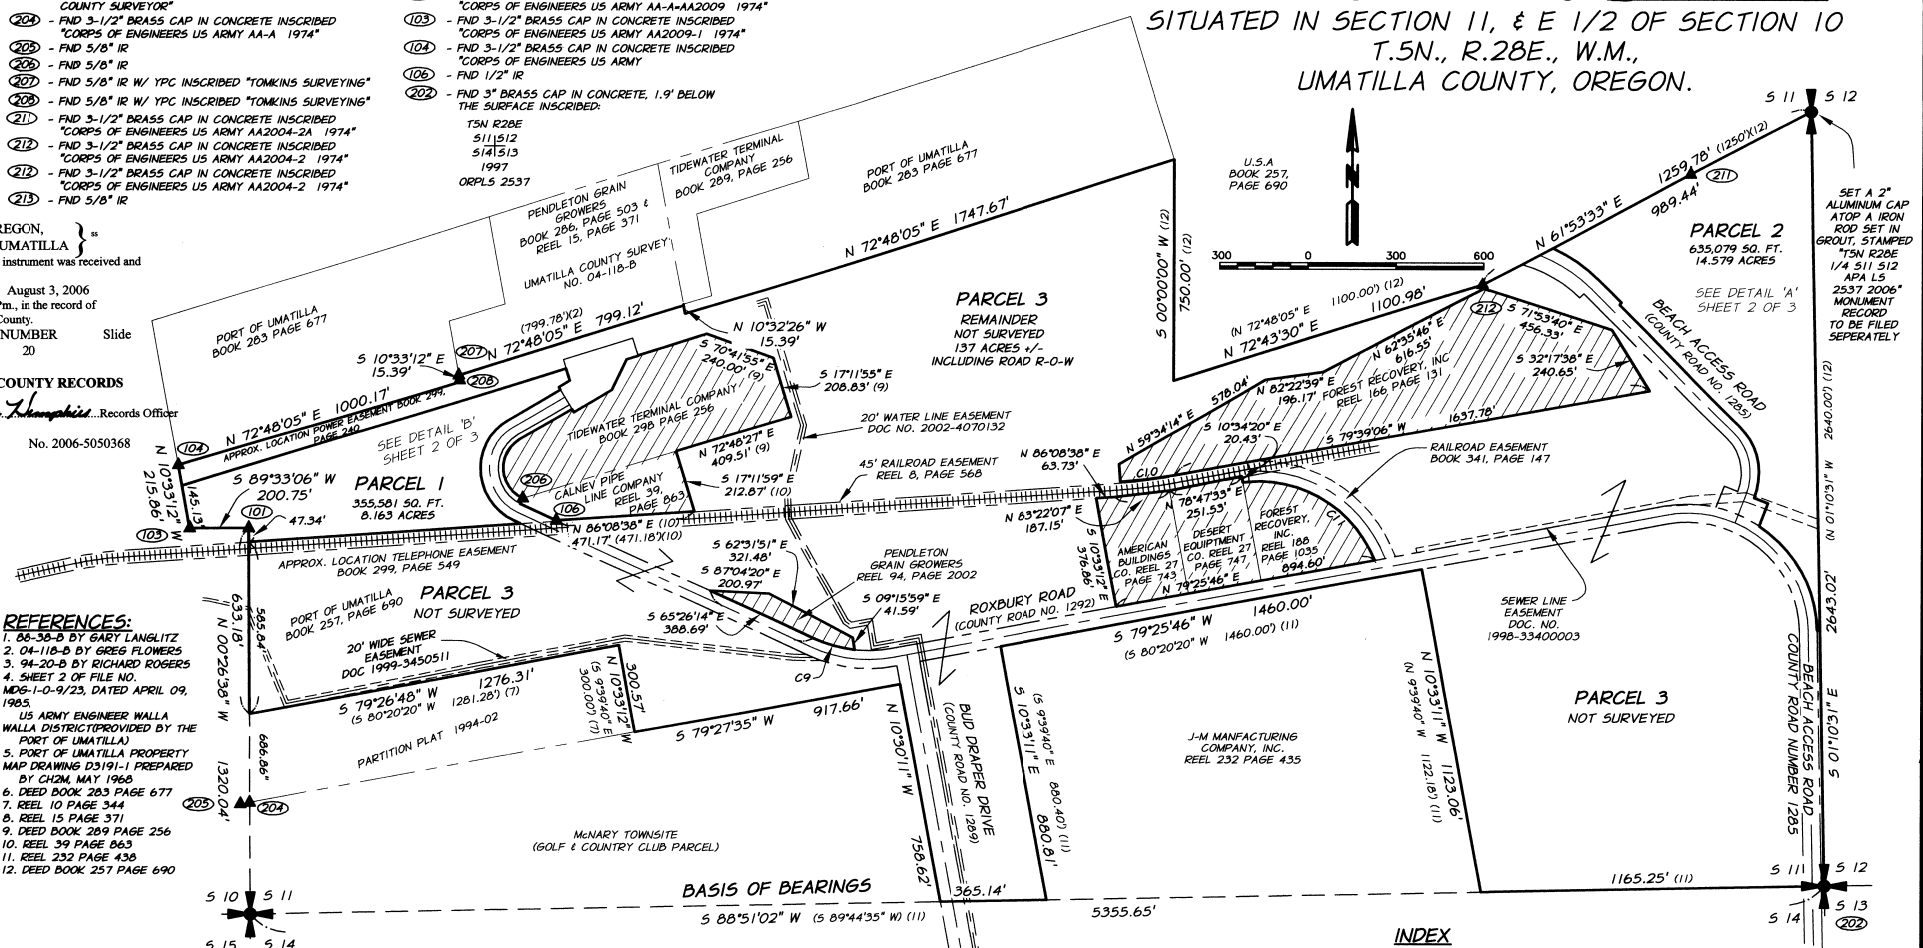 COUNTY SURVEYOR"
204 - FND 3-1/2" BRASS CAP IN CONCRETE INSCRIBED
"CORPS OF ENGINEERS US ARMY AA-A 1974"
205 - FND 5/8" IR
206 - FND 5/8" IR
207 - FND 5/8" IR W/ YPC INSCRIBED "TOMKINS SURVEYING"
208 - FND 5/8" IR W/ YPC INSCRIBED "TOMKINS SURVEYING"
211 - FND 3-1/2" BRASS CAP IN CONCRETE INSCRIBED
"CORPS OF ENGINEERS US ARMY AA2004-2A 1974"
212 - FND 3-1/2" BRASS CAP IN CONCRETE INSCRIBED
"CORPS OF ENGINEERS US ARMY AA2004-2 1974"
212 - FND 3-1/2" BRASS CAP IN CONCRETE INSCRIBED
"CORPS OF ENGINEERS US ARMY AA2004-2 1974"
213 - FND 5/8" IR
"CORPS OF ENGINEERS US ARMY AA-A=AA2009 1974"
103 - FND 3-1/2" BRASS CAP IN CONCRETE INSCRIBED
"CORPS OF ENGINEERS US ARMY AA2009-1 1974"
104 - FND 3-1/2" BRASS CAP IN CONCRETE INSCRIBED
"CORPS OF ENGINEERS US ARMY
106 - FND 1/2" IR
202 - FND 3" BRASS CAP IN CONCRETE, 1.9' BELOW
THE SURFACE INSCRIBED:
T5N R28E
S11 S12
S14 S13
1997
ORPLS 2537
SITUATED IN SECTION 11, & E 1/2 OF SECTION 10
T.5N., R.28E., W.M.,
UMATILLA COUNTY, OREGON.
REGON,
UMATILLA } ss
instrument was received and
August 3, 2006
m., in the record of
County.
NUMBER Slide
20
COUNTY RECORDS
Humphies Records Officer
No. 2006-5050368
PORT OF UMATILLA
BOOK 283 PAGE 677
PENDLETON GRAIN
GROWERS
BOOK 286, PAGE 503 &
REEL 15, PAGE 371
UMATILLA COUNTY SURVEY
NO. 04-118-B
TIDEWATER TERMINAL
COMPANY
BOOK 289, PAGE 256
PORT OF UMATILLA
BOOK 283 PAGE 677
U.S.A
BOOK 257,
PAGE 690
N
300 0 300 600
S 11 S 12
1259.78' (1250')(12)
211
989.44'
N 61°53'33" E
PARCEL 2
635,079 SQ. FT.
14.579 ACRES
SEE DETAIL 'A'
SHEET 2 OF 3
SET A 2"
ALUMINUM CAP
ATOP A IRON
ROD SET IN
GROUT, STAMPED
"T5N R28E
1/4 S11 S12
APA LS
2537 2006"
MONUMENT
RECORD
TO BE FILED
SEPERATELY
N 72°48'05" E 1747.67'
S 00°00'00" W (12)
750.00' (12)
(799.78')(2)
N 72°48'05" E 799.12'
N 10°32'26" W
15.39'
S 10°33'12" E
15.39'
207
208
N 72°48'05" E 1000.17'
APPROX. LOCATION POWER EASEMENT BOOK 299,
PAGE 240
SEE DETAIL 'B'
SHEET 2 OF 3
104
N 10°33'12" W
215.86'
145.13'
S 89°33'06" W
200.75'
101
47.34'
103
PARCEL 1
355,581 SQ. FT.
8.163 ACRES
PARCEL 3
REMAINDER
NOT SURVEYED
137 ACRES +/-
INCLUDING ROAD R-O-W
(N 72°48'05" E 1100.00') (12)
N 72°43'30" E 1100.98'
212
S 71°53'40" E
456.33'
S 32°17'38" E
240.65'
N 62°35'46" E
616.55'
N 82°22'39" E
196.17'
FOREST RECOVERY, INC
REEL 166 PAGE 131
578.04'
N 59°34'14" E
S 10°34'20" E
20.43'
1637.78'
S 79°39'06" W
C10
BEACH ACCESS ROAD
(COUNTY ROAD NO. 1285)
RAILROAD EASEMENT
BOOK 341, PAGE 147
S 70°41'55" E
240.00' (9)
S 17°11'55" E
208.83' (9)
TIDEWATER TERMINAL COMPANY
BOOK 298 PAGE 256
N 72°48'27" E
409.51' (9)
S 17°11'59" E
212.87' (10)
20' WATER LINE EASEMENT
DOC NO. 2002-4070132
45' RAILROAD EASEMENT
REEL 8, PAGE 568
206
CALNEV PIPE
LINE COMPANY
REEL 39,
PAGE 863
106
N 86°08'38" E (10)
471.17' (471.18')(10)
N 86°08'38" E
63.73'
N 83°22'07" E
187.15'
N 78°47'33" E
251.53'
S 10°33'12" E
376.86'
AMERICAN
BUILDINGS
CO. REEL 27
PAGE 743
DESERT
EQUIPTMENT
CO. REEL 27
PAGE 747
FOREST
RECOVERY,
INC.
REEL 188
PAGE 1035
C11
N 79°25'46" E
894.60'
APPROX. LOCATION TELEPHONE EASEMENT
BOOK 299, PAGE 549
PARCEL 3
NOT SURVEYED
PORT OF UMATILLA
BOOK 257, PAGE 690
633.18'
585.84'
N 00°26'38" W 1320.04'
686.86'
20' WIDE SEWER
EASEMENT
DOC 1999-3450511
S 79°26'48" W 1276.31'
(S 80°20'20" W 1281.28') (7)
PARTITION PLAT 1994-02
300.57'
N 10°33'12" W
(S 9°39'40" E
300.00') (7)
S 62°31'51" E
321.48'
S 87°04'20" E
200.97'
S 65°26'14" E
388.69'
PENDLETON
GRAIN GROWERS
REEL 94, PAGE 2002
S 09°15'59" E
41.59'
C9
ROXBURY ROAD
(COUNTY ROAD NO. 1292)
S 79°25'46" W 1460.00'
(S 80°20'20" W 1460.00') (11)
S 79°27'35" W 917.66'
N 10°30'11" W 758.62'
BUD DRAPER DRIVE
(COUNTY ROAD NO. 1289)
S 10°33'11" E 880.81'
(S 9°39'40" E 880.40') (11)
J-M MANFACTURING
COMPANY, INC.
REEL 232 PAGE 435
N 10°33'11" W 1123.06'
(N 9°39'40" W 1122.18') (11)
SEWER LINE
EASEMENT
DOC. NO.
1998-33400003
PARCEL 3
NOT SURVEYED
BEACH ACCESS ROAD
COUNTY ROAD NUMBER 1285
S 01°01'31" E 2643.02'
(N 01°01'31" W 2640.00') (12)
REFERENCES:
1. 86-38-B BY GARY LANGLITZ
2. 04-118-B BY GREG FLOWERS
3. 94-20-B BY RICHARD ROGERS
4. SHEET 2 OF FILE NO.
MDG-1-0-9/23, DATED APRIL 09,
1985,
US ARMY ENGINEER WALLA
WALLA DISTRICT(PROVIDED BY THE
PORT OF UMATILLA)
5. PORT OF UMATILLA PROPERTY
MAP DRAWING D3191-1 PREPARED
BY CH2M, MAY 1968
6. DEED BOOK 283 PAGE 677
7. REEL 10 PAGE 344
8. REEL 15 PAGE 371
9. DEED BOOK 289 PAGE 256
10. REEL 39 PAGE 863
11. REEL 232 PAGE 438
12. DEED BOOK 257 PAGE 690
205
204
McNARY TOWNSITE
(GOLF & COUNTRY CLUB PARCEL)
S 10 S 11
S 15 S 14
BASIS OF BEARINGS
S 88°51'02" W (S 89°44'35" W) (11)
365.14'
5355.65'
1165.25' (11)
S 11 S 12
S 14 S 13
202
INDEX